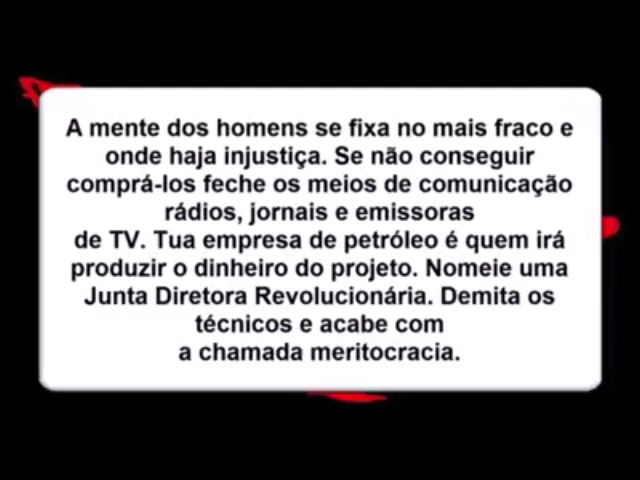 A mente dos homens se fixa no mais fraco e
onde haja injustiça. Se não conseguir
comprá-los feche os meios de comunicação
rádios, jornais e emissoras
de TV. Tua empresa de petróleo é quem irá
produzir o dinheiro do projeto. Nomeie uma
Junta Diretora Revolucionária. Demita os
técnicos e acabe com
a chamada meritocracia.